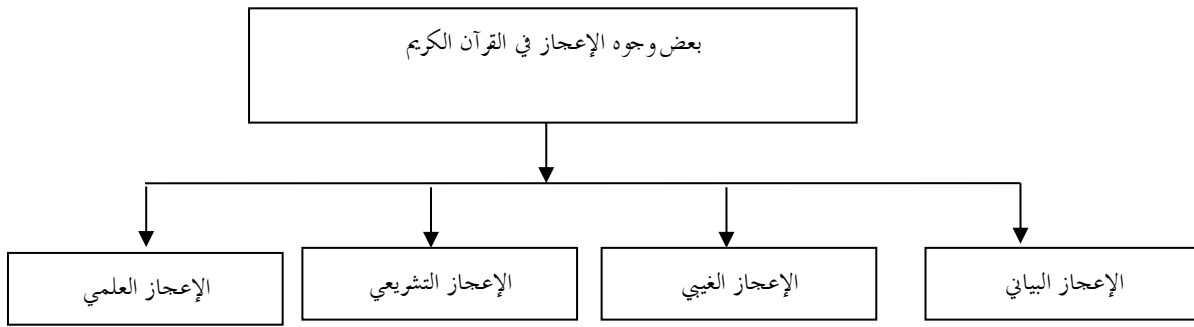 بعض وجوه الإعجاز في القرآن الكريم
الإعجاز البياني
الإعجاز الغيبي
الإعجاز التشريعي
الإعجاز العلمي